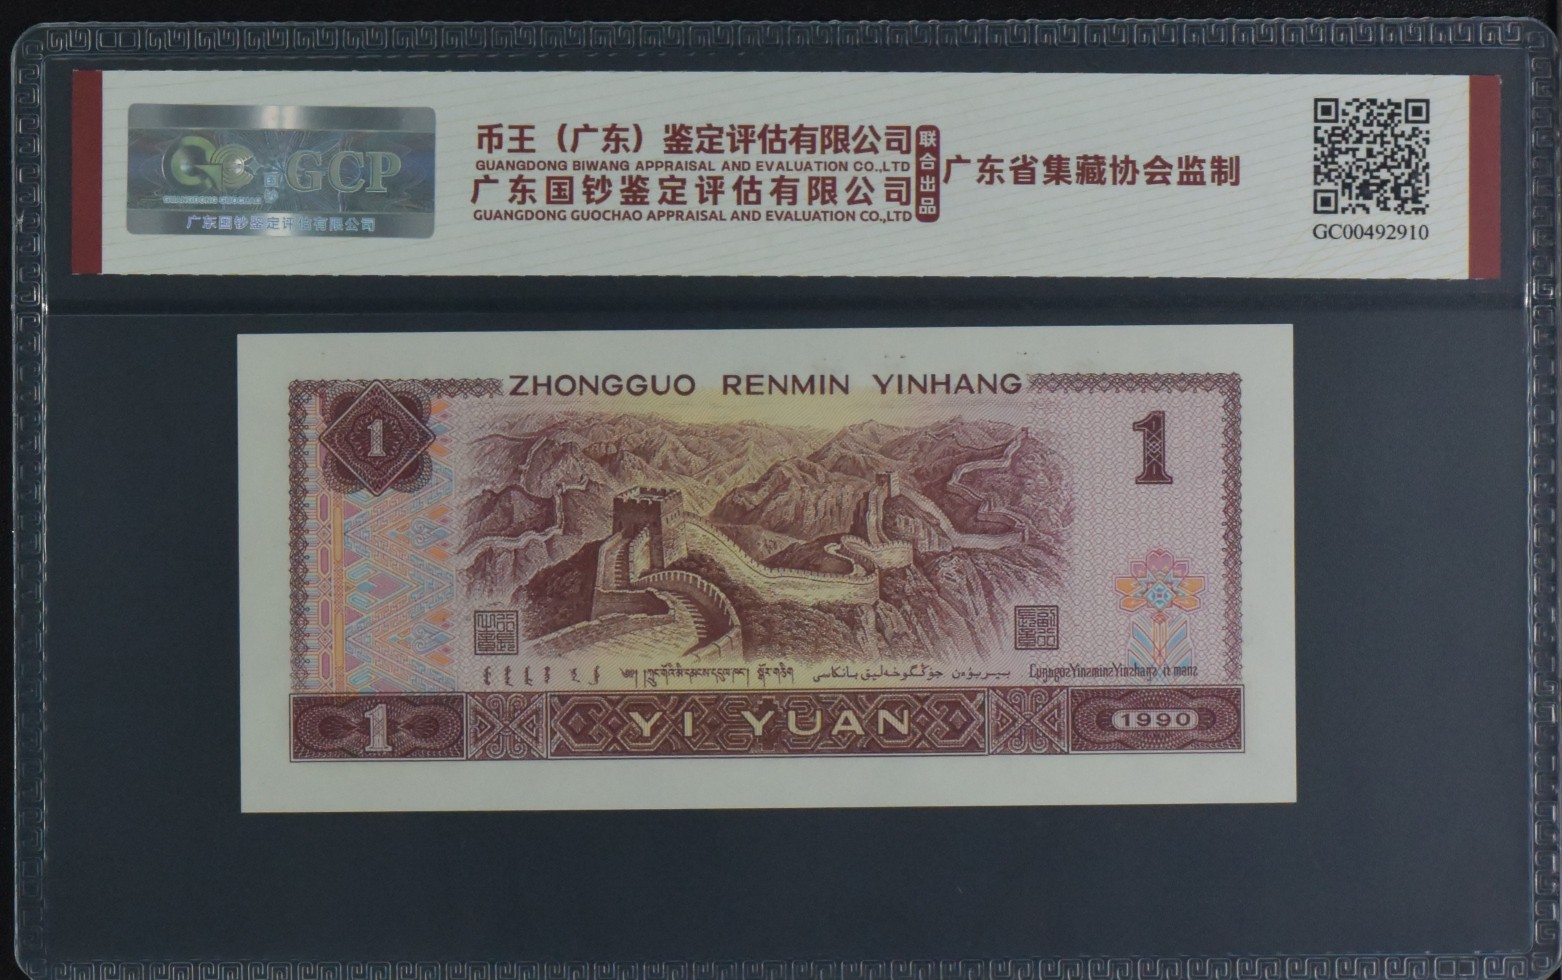 GCP
广东国钞鉴定评估有限公司
币王（广东）鉴定评估有限公司
GUANGDONG BIWANG APPRAISAL AND EVALUATION CO.,LTD
广东国钞鉴定评估有限公司
GUANGDONG GUOCHAO APPRAISAL AND EVALUATION CO.,LTD
联合出品
广东省集藏协会监制
GC00492910
ZHONGGUO RENMIN YINHANG
1
1
1
YI YUAN
1990